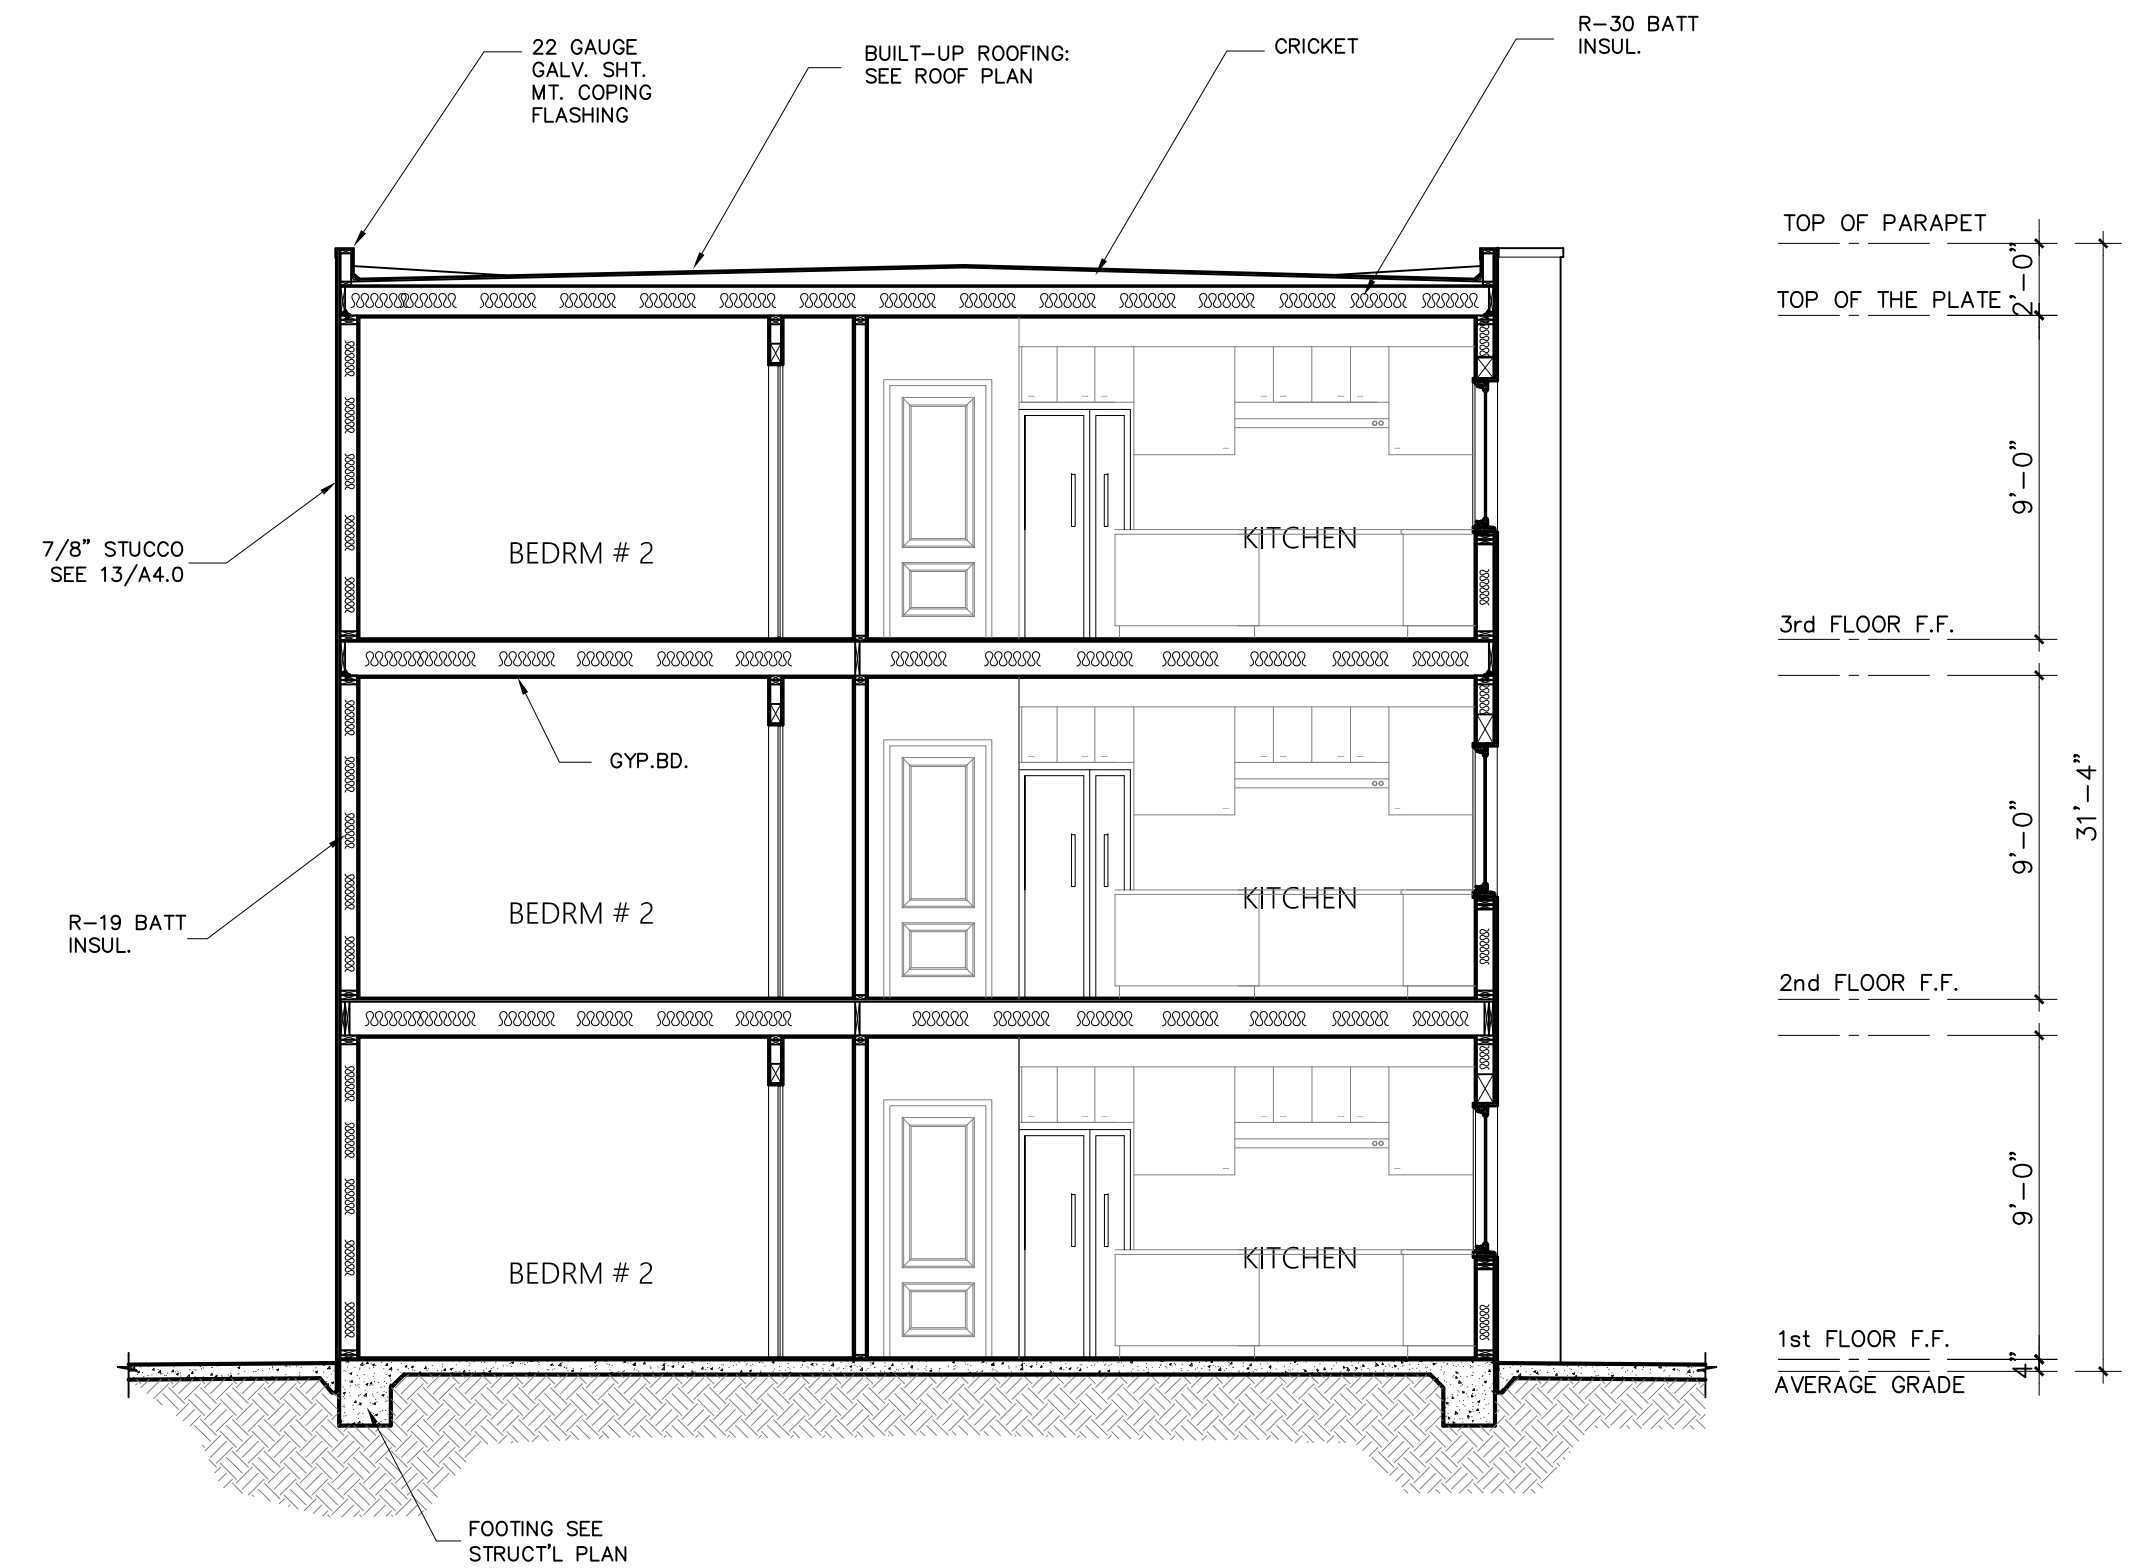 R-30 BATT
INSUL.
22 GAUGE
GALV. SHT.
MT. COPING
FLASHING
BUILT-UP ROOFING:
SEE ROOF PLAN
CRICKET
TOP OF PARAPET
2'-0"
TOP OF THE PLATE
9'-0"
7/8" STUCCO
SEE 13/A4.0
BEDRM # 2
KITCHEN
3rd FLOOR F.F.
GYP.BD.
31'-4"
9'-0"
R-19 BATT
INSUL.
BEDRM # 2
KITCHEN
2nd FLOOR F.F.
9'-0"
BEDRM # 2
KITCHEN
1st FLOOR F.F.
4"
AVERAGE GRADE
FOOTING SEE
STRUCT'L PLAN